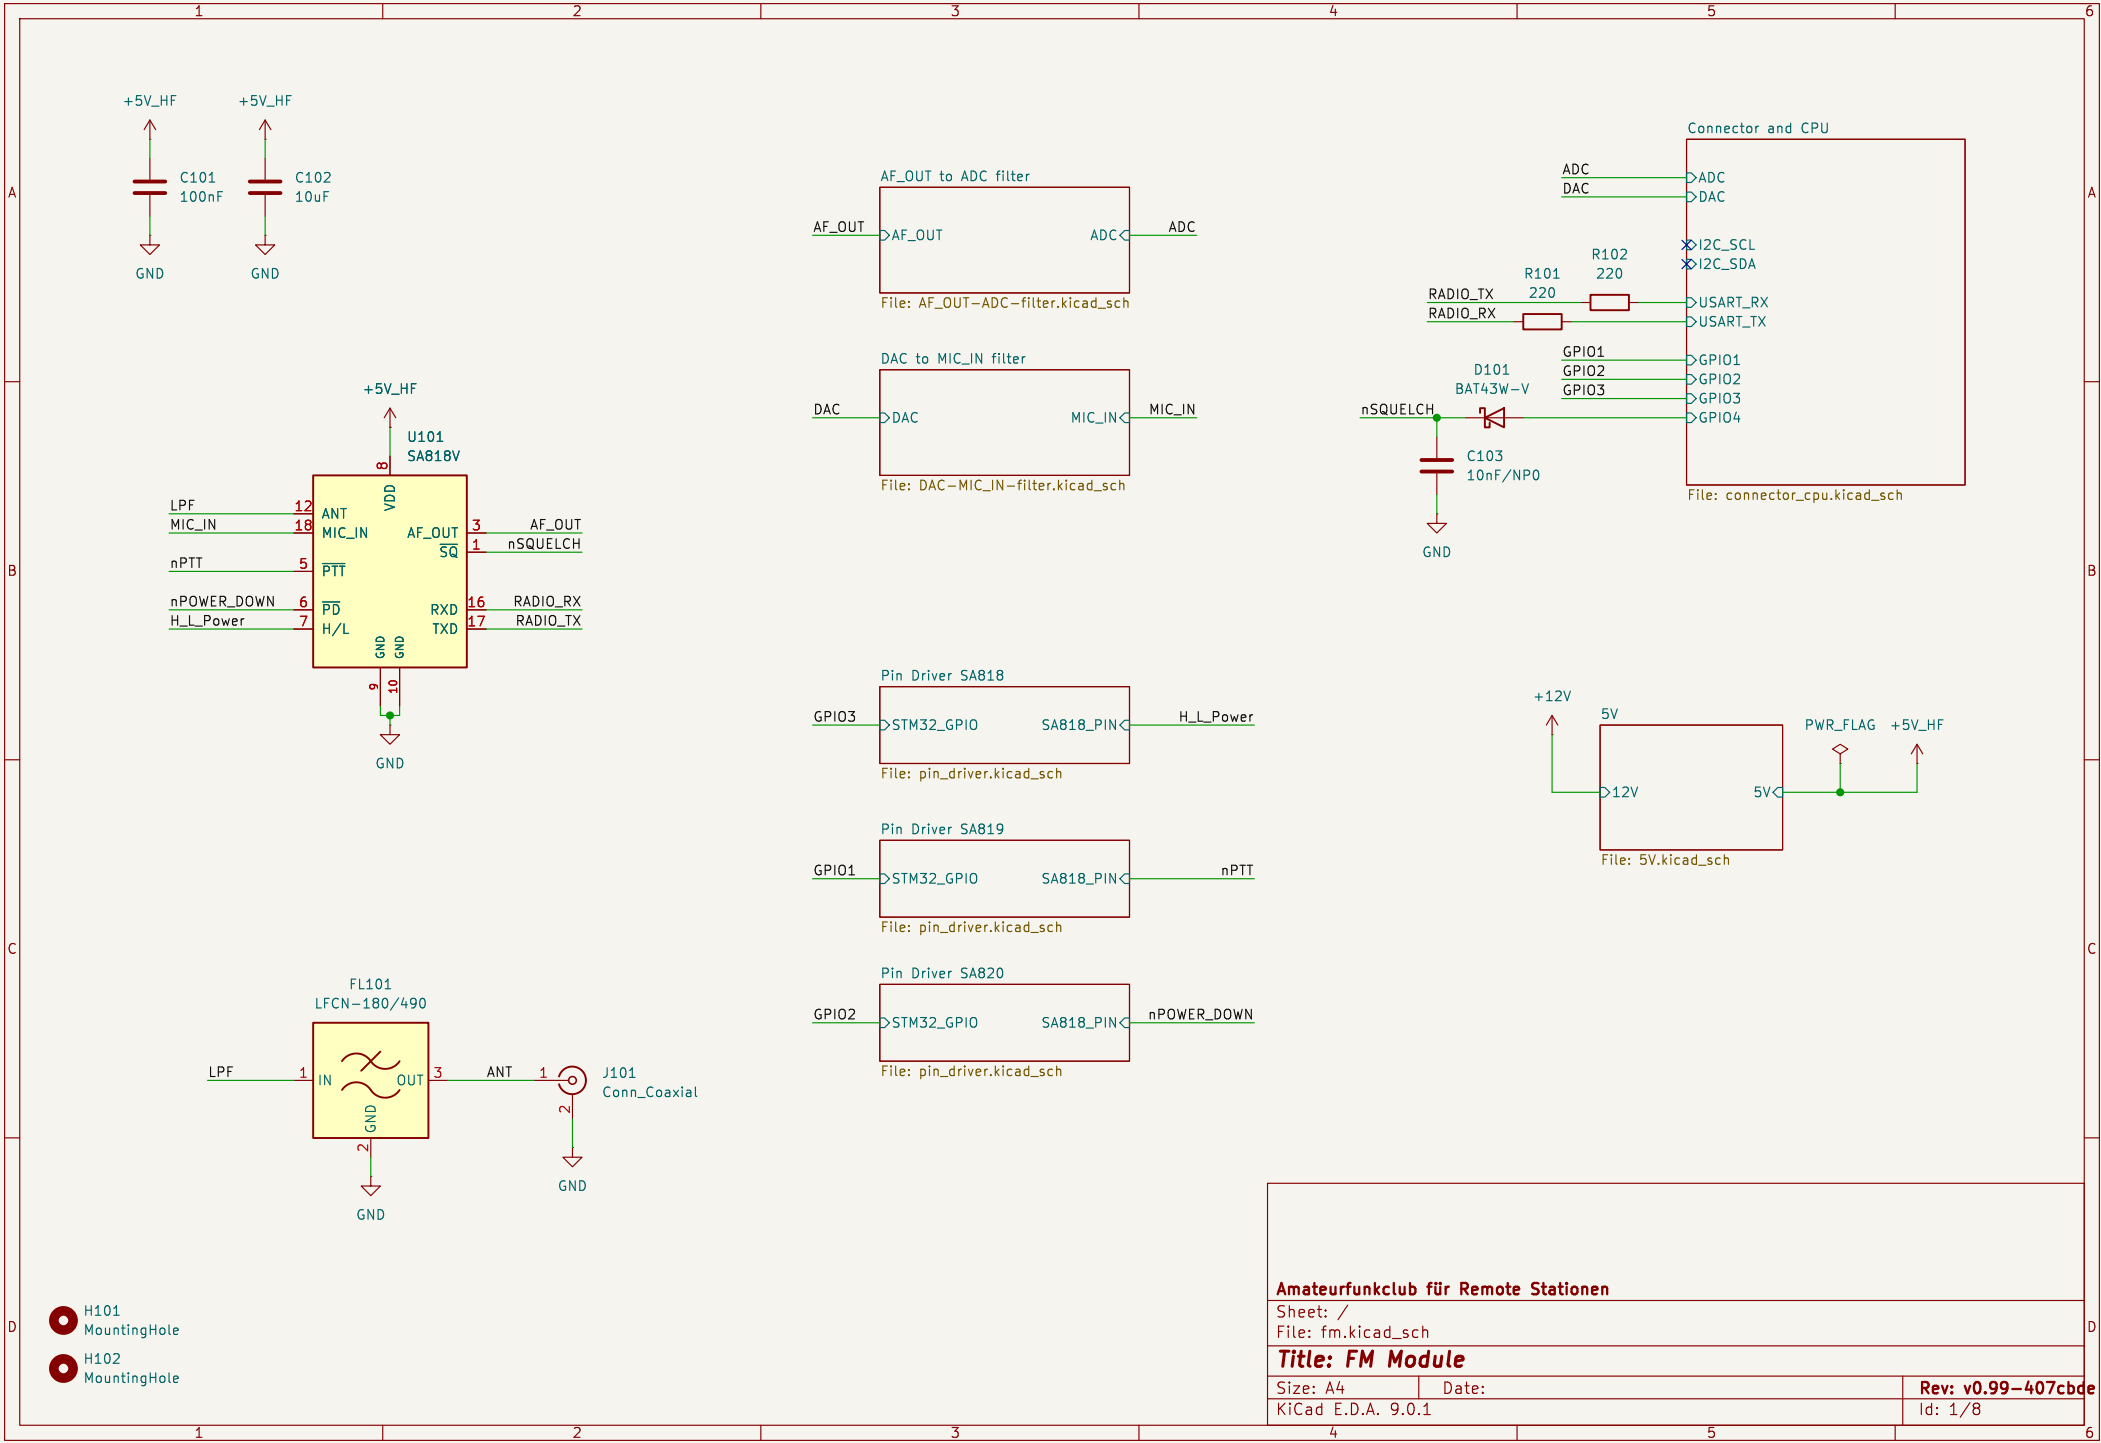 1 2 3 4 5 6
A
B
C
D
+5V_HF
C101
100nF
GND
+5V_HF
C102
10uF
GND
+5V_HF
U101
SA818V
8
VDD
LPF
12
ANT
MIC_IN
18
MIC_IN
nPTT
5
PTT
nPOWER_DOWN
6
PD
H_L_Power
7
H/L
AF_OUT
3
AF_OUT
SQ
1
nSQUELCH
RXD
16
RADIO_RX
TXD
17
RADIO_TX
GND
GND
9
10
GND
FL101
LFCN-180/490
LPF
1
IN
OUT
3
ANT
GND
2
GND
1
2
J101
Conn_Coaxial
GND
H101
MountingHole
H102
MountingHole
AF_OUT to ADC filter
AF_OUT
AF_OUT
ADC
ADC
File: AF_OUT-ADC-filter.kicad_sch
DAC to MIC_IN filter
DAC
DAC
MIC_IN
MIC_IN
File: DAC-MIC_IN-filter.kicad_sch
Pin Driver SA818
GPIO3
STM32_GPIO
SA818_PIN
H_L_Power
File: pin_driver.kicad_sch
Pin Driver SA819
GPIO1
STM32_GPIO
SA818_PIN
nPTT
File: pin_driver.kicad_sch
Pin Driver SA820
GPIO2
STM32_GPIO
SA818_PIN
nPOWER_DOWN
File: pin_driver.kicad_sch
Connector and CPU
ADC
ADC
DAC
DAC
I2C_SCL
I2C_SDA
R102
220
R101
220
RADIO_TX
USART_RX
RADIO_RX
USART_TX
GPIO1
GPIO1
GPIO2
GPIO2
GPIO3
GPIO3
D101
BAT43W-V
nSQUELCH
GPIO4
C103
10nF/NP0
GND
File: connector_cpu.kicad_sch
+12V
5V
12V
5V
PWR_FLAG
+5V_HF
File: 5V.kicad_sch
Amateurfunkclub für Remote Stationen
Sheet: /
File: fm.kicad_sch
Title: FM Module
Size: A4
Date:
Rev: v0.99-407cbde
KiCad E.D.A. 9.0.1
Id: 1/8
A
B
C
D
1 2 3 4 5 6